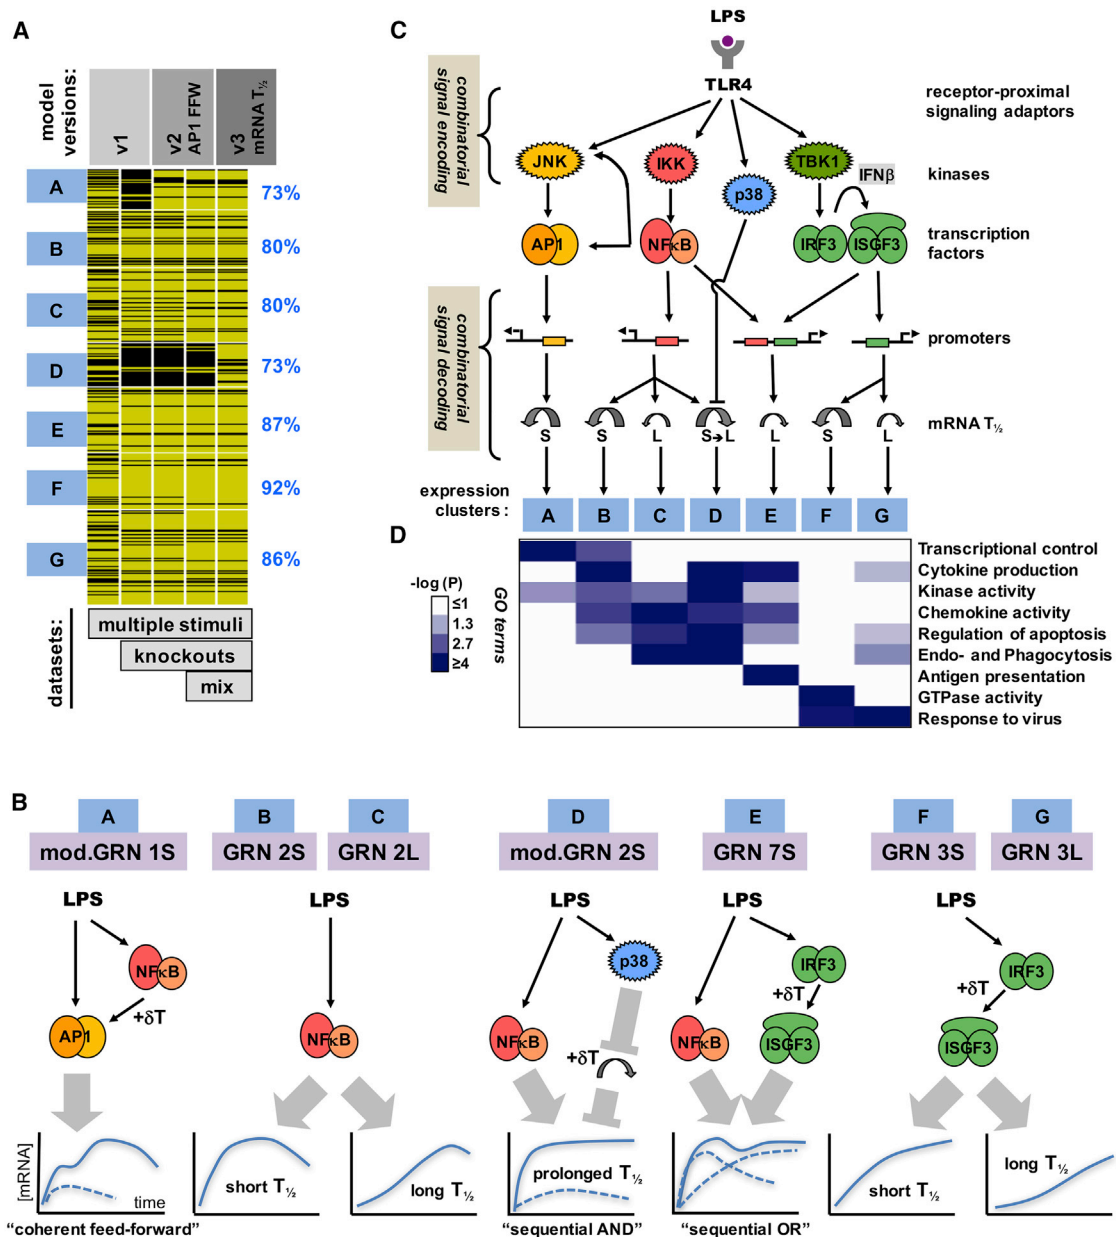 A
model
versions:
v1
v2
AP1 FFW
v3
mRNA T½
A
73%
B
80%
C
80%
D
73%
E
87%
F
92%
G
86%
datasets:
multiple stimuli
knockouts
mix
C
LPS
TLR4
combinatorial
signal encoding
receptor-proximal
signaling adaptors
JNK
IKK
p38
TBK1
IFNβ
kinases
AP1
NFκB
IRF3
ISGF3
transcription
factors
combinatorial
signal decoding
promoters
S
S
L
S→L
L
S
L
mRNA T½
expression
clusters :
A
B
C
D
E
F
G
D
-log (P)
≤1
1.3
2.7
≥4
GO terms
Transcriptional control
Cytokine production
Kinase activity
Chemokine activity
Regulation of apoptosis
Endo- and Phagocytosis
Antigen presentation
GTPase activity
Response to virus
B
A
mod.GRN 1S
LPS
NFκB
+δT
AP1
[mRNA]
time
“coherent feed-forward”
B
GRN 2S
C
GRN 2L
LPS
NFκB
short T½
long T½
D
mod.GRN 2S
LPS
p38
NFκB
+δT
prolonged T½
“sequential AND”
E
GRN 7S
LPS
IRF3
+δT
NFκB
ISGF3
“sequential OR”
F
GRN 3S
G
GRN 3L
LPS
IRF3
+δT
ISGF3
short T½
long T½